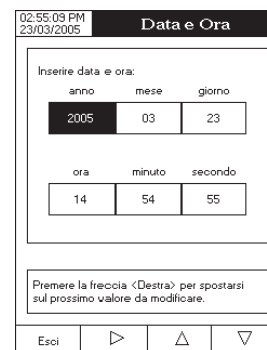 02:55:09 PM
23/03/2005
Data e Ora
Inserire data e ora:
anno mese giorno
2005 03 23
ora minuto secondo
14 54 55
Premere la freccia <Destra> per spostarsi
sul prossimo valore da modificare.
Esci